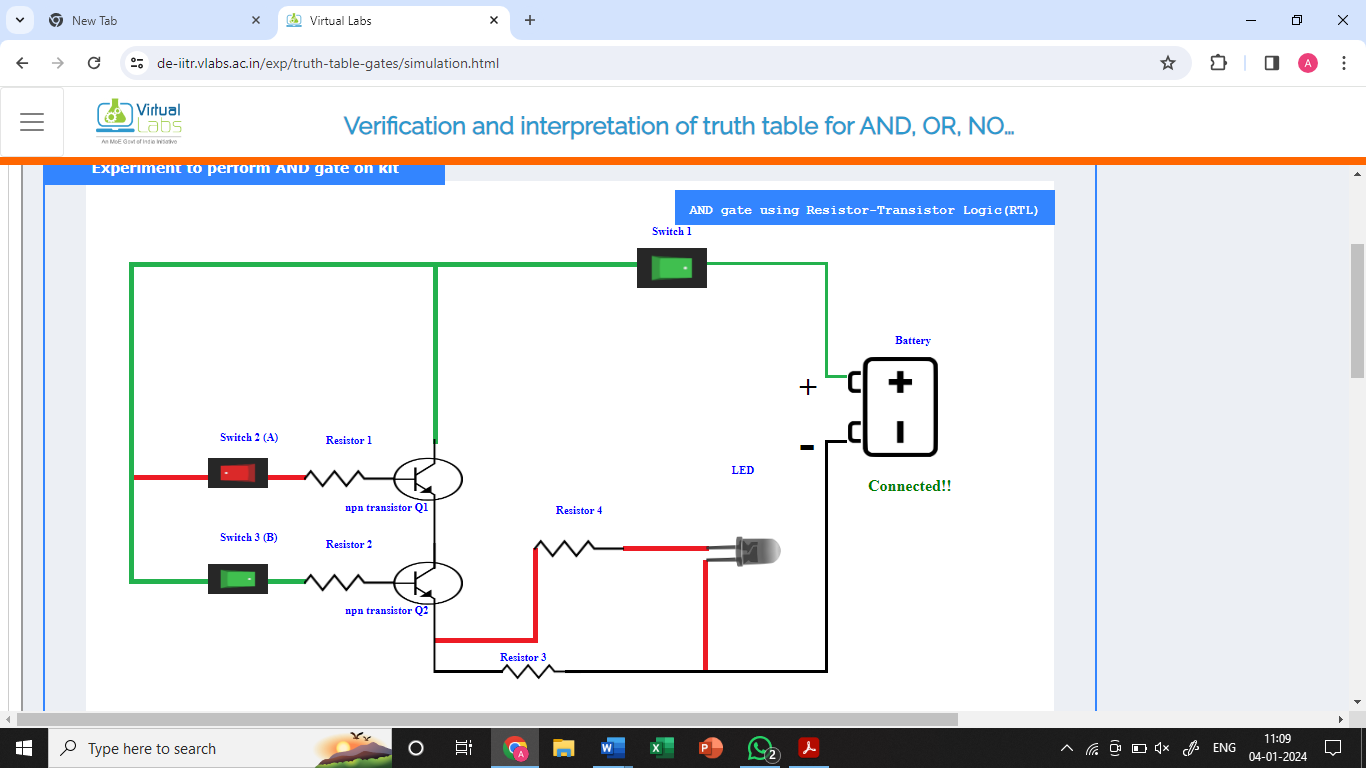 New Tab
Virtual Labs
de-iitr.vlabs.ac.in/exp/truth-table-gates/simulation.html
A
Virtual
Labs
An MoE Govt of India Initiative
Verification and interpretation of truth table for AND, OR, NO...
Experiment to perform AND gate on kit
AND gate using Resistor-Transistor Logic(RTL)
Switch 1
Battery
+
+
-
Connected!!
Switch 2 (A)
Resistor 1
npn transistor Q1
LED
Resistor 4
Switch 3 (B)
Resistor 2
npn transistor Q2
Resistor 3
Type here to search
A
2
ENG
11:09
04-01-2024